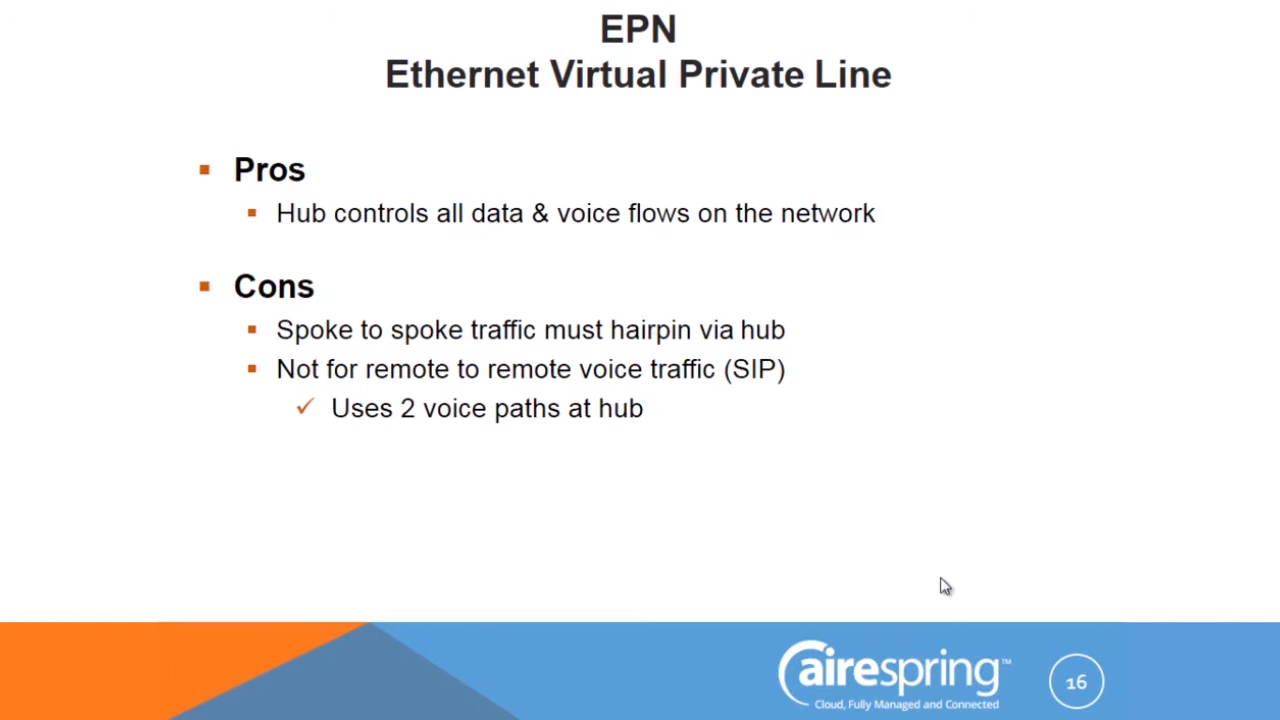 EPN
Ethernet Virtual Private Line
Pros
Hub controls all data & voice flows on the network
Cons
Spoke to spoke traffic must hairpin via hub
Not for remote to remote voice traffic (SIP)
Uses 2 voice paths at hub
airespring™
Cloud, Fully Managed and Connected
16